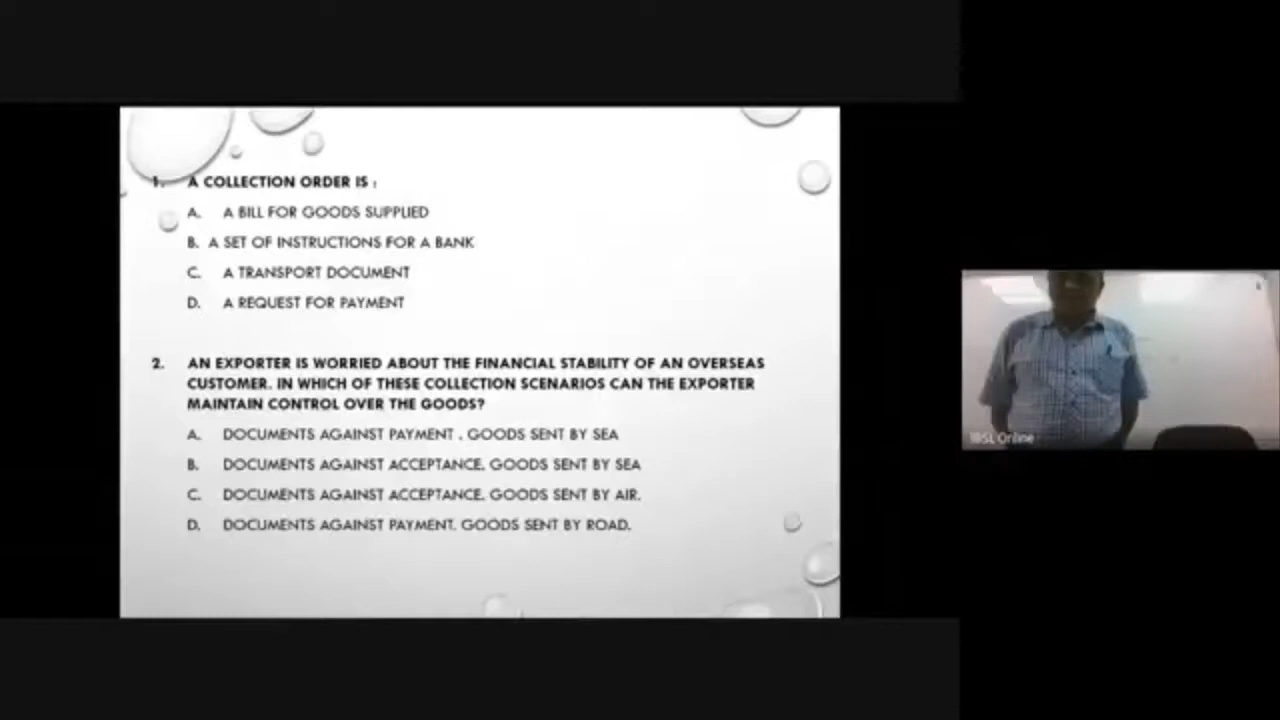 1. A COLLECTION ORDER IS :
A. A BILL FOR GOODS SUPPLIED
B. A SET OF INSTRUCTIONS FOR A BANK
C. A TRANSPORT DOCUMENT
D. A REQUEST FOR PAYMENT
2. AN EXPORTER IS WORRIED ABOUT THE FINANCIAL STABILITY OF AN OVERSEAS
CUSTOMER. IN WHICH OF THESE COLLECTION SCENARIOS CAN THE EXPORTER
MAINTAIN CONTROL OVER THE GOODS?
A. DOCUMENTS AGAINST PAYMENT . GOODS SENT BY SEA
B. DOCUMENTS AGAINST ACCEPTANCE. GOODS SENT BY SEA
C. DOCUMENTS AGAINST ACCEPTANCE. GOODS SENT BY AIR.
D. DOCUMENTS AGAINST PAYMENT. GOODS SENT BY ROAD.
IBSL Online